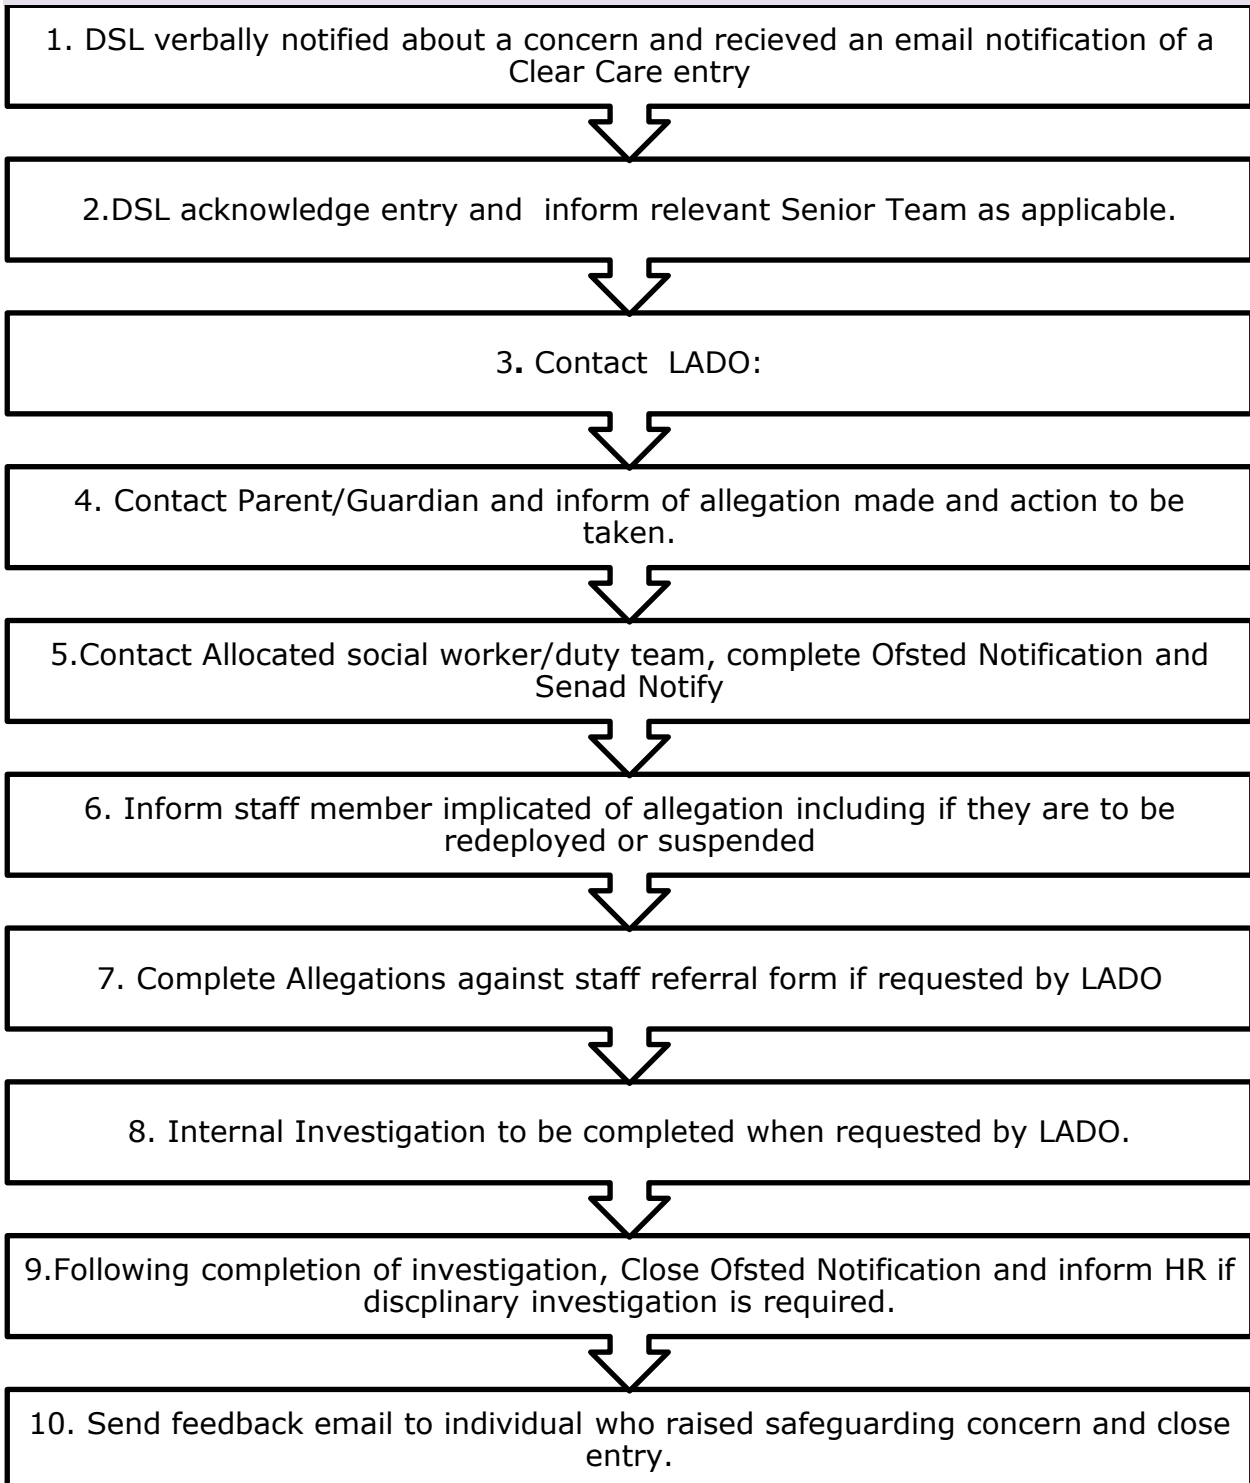 1. DSL verbally notified about a concern and recieved an email notification of a
Clear Care entry
2.DSL acknowledge entry and  inform relevant Senior Team as applicable.
3. Contact  LADO:
4. Contact Parent/Guardian and inform of allegation made and action to be
taken.
5.Contact Allocated social worker/duty team, complete Ofsted Notification and
Senad Notify
6. Inform staff member implicated of allegation including if they are to be
redeployed or suspended
7. Complete Allegations against staff referral form if requested by LADO
8. Internal Investigation to be completed when requested by LADO.
9.Following completion of investigation, Close Ofsted Notification and inform HR if
discplinary investigation is required.
10. Send feedback email to individual who raised safeguarding concern and close
entry.